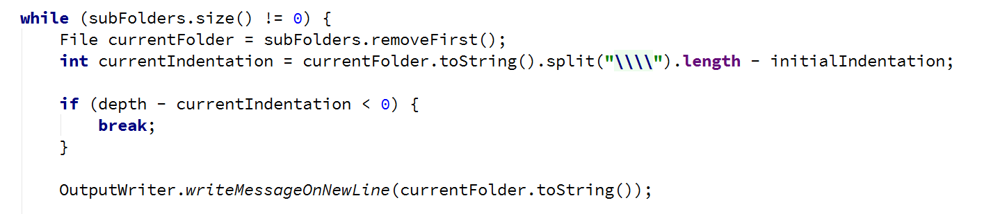 while (subFolders.size() != 0) {
    File currentFolder = subFolders.removeFirst();
    int currentIndentation = currentFolder.toString().split("\\\\").length - initialIndentation;

    if (depth - currentIndentation < 0) {
        break;
    }

    OutputWriter.writeMessageOnNewLine(currentFolder.toString());